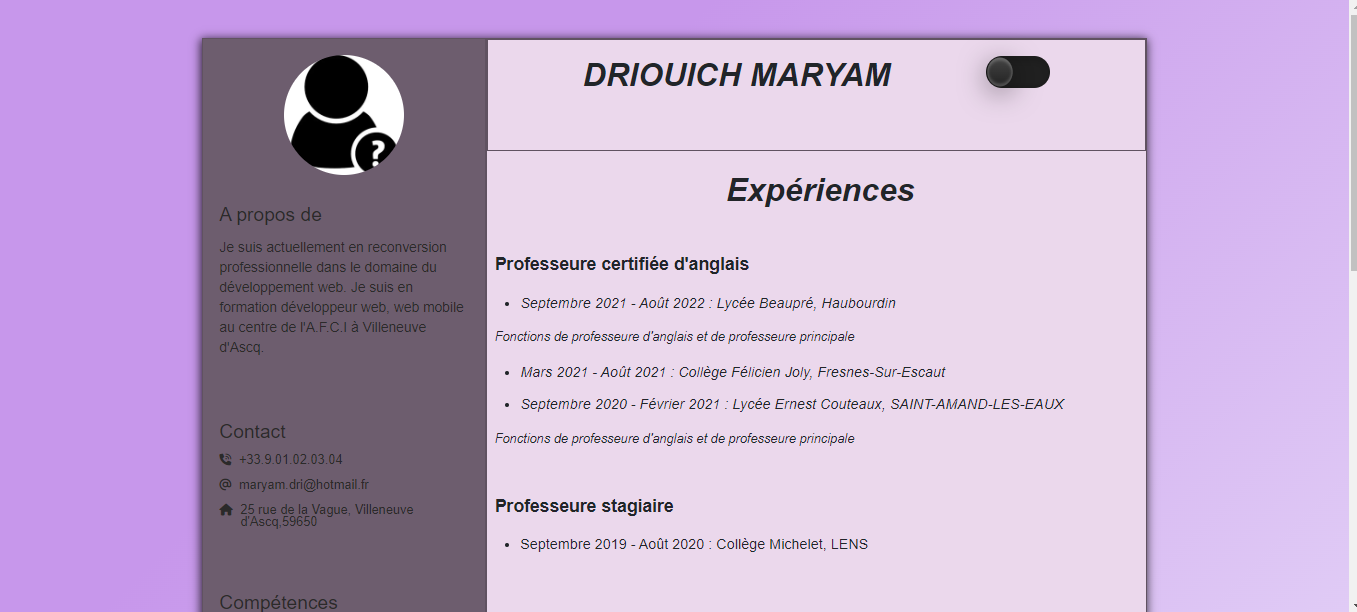 ?
A propos de
Je suis actuellement en reconversion
professionnelle dans le domaine du
développement web. Je suis en
formation développeur web, web mobile
au centre de l'A.F.C.I à Villeneuve
d'Ascq.
Contact
+33.9.01.02.03.04
maryam.dri@hotmail.fr
25 rue de la Vague, Villeneuve
d'Ascq,59650
Compétences
DRIOUICH MARYAM
Expériences
Professeure certifiée d'anglais
• Septembre 2021 - Août 2022 : Lycée Beaupré, Haubourdin
Fonctions de professeure d'anglais et de professeure principale
• Mars 2021 - Août 2021 : Collège Félicien Joly, Fresnes-Sur-Escaut
• Septembre 2020 - Février 2021 : Lycée Ernest Couteaux, SAINT-AMAND-LES-EAUX
Fonctions de professeure d'anglais et de professeure principale
Professeure stagiaire
• Septembre 2019 - Août 2020 : Collège Michelet, LENS